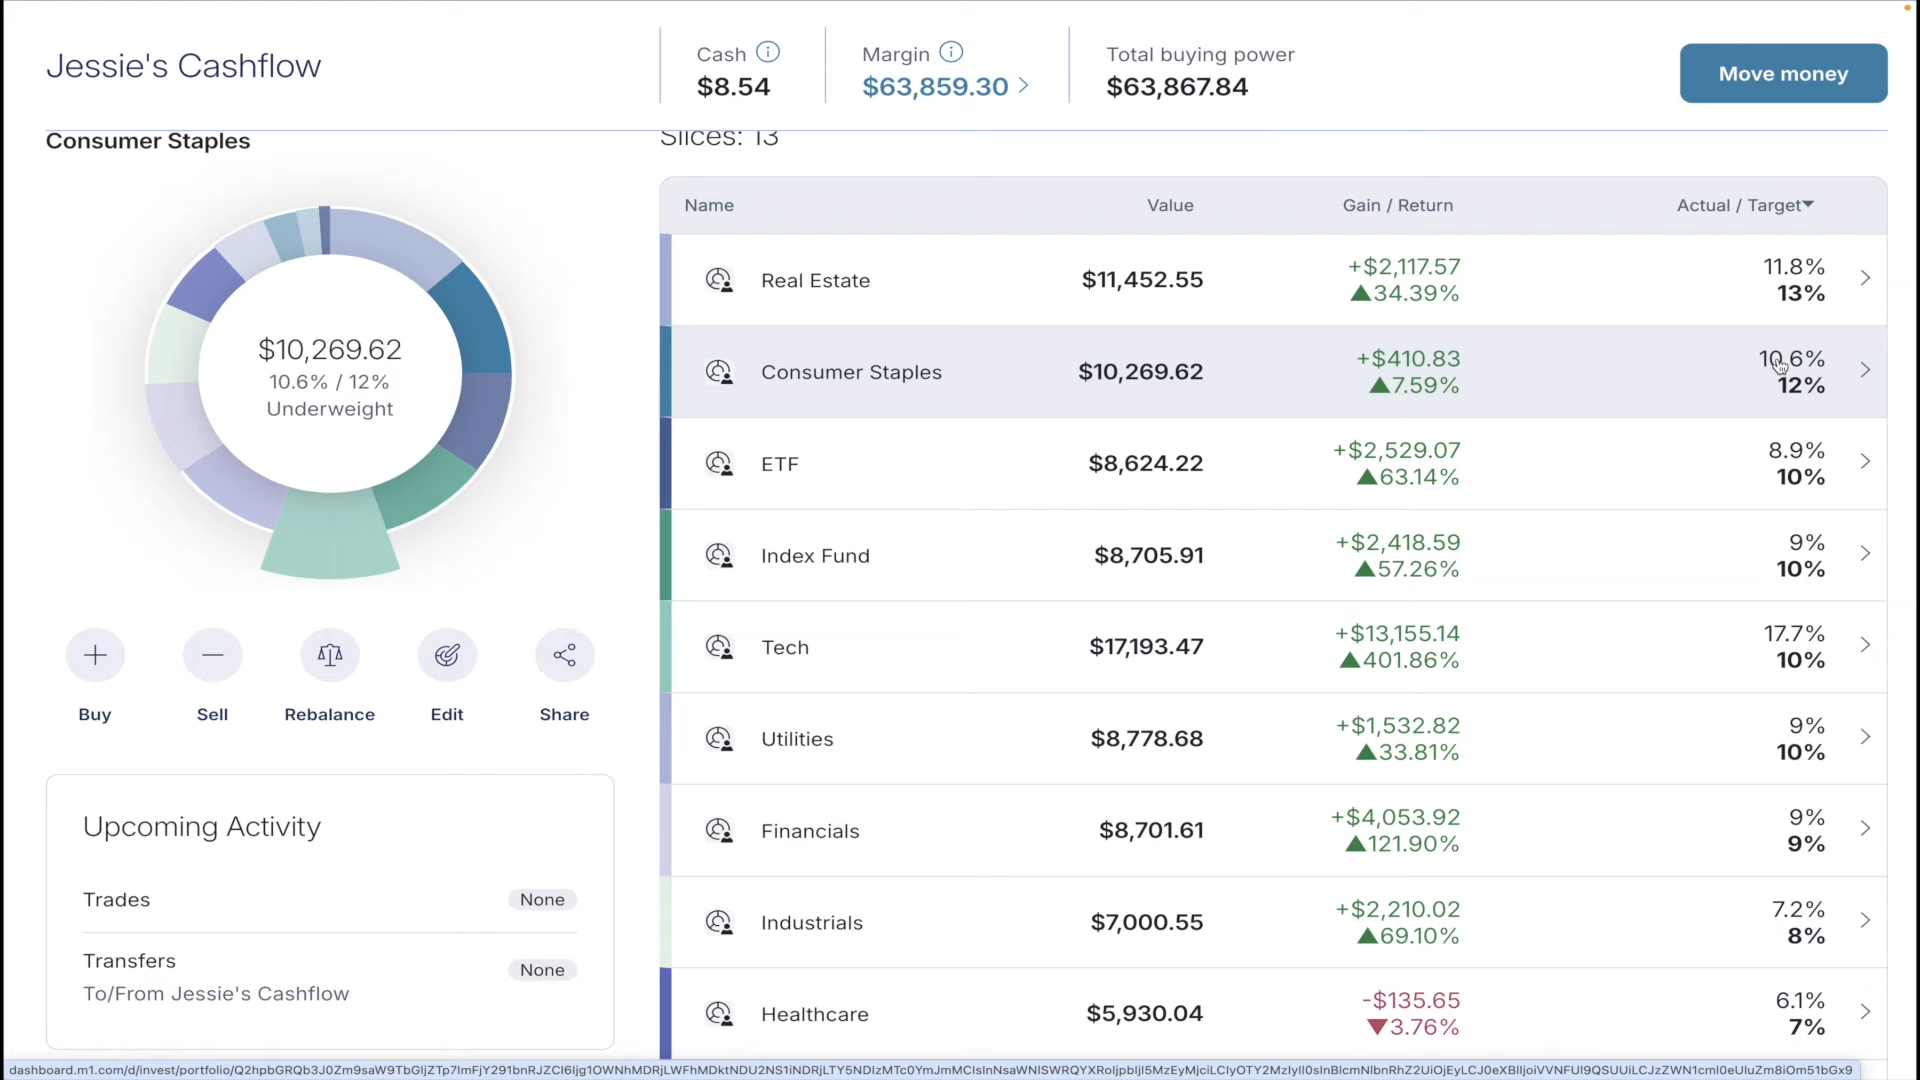 Jessie's Cashflow
Cash
$8.54
Margin
$63,859.30
Total buying power
$63,867.84
Move money
Consumer Staples
$10,269.62
10.6% / 12%
Underweight
Buy
Sell
Rebalance
Edit
Share
Upcoming Activity
Trades
None
Transfers
To/From Jessie's Cashflow
None
Slices: 13
Name Value Gain / Return Actual / Target
Real Estate $11,452.55 +$2,117.57 11.8%
34.39% 13%
Consumer Staples $10,269.62 +$410.83 10.6%
7.59% 12%
ETF $8,624.22 +$2,529.07 8.9%
63.14% 10%
Index Fund $8,705.91 +$2,418.59 9%
57.26% 10%
Tech $17,193.47 +$13,155.14 17.7%
401.86% 10%
Utilities $8,778.68 +$1,532.82 9%
33.81% 10%
Financials $8,701.61 +$4,053.92 9%
121.90% 9%
Industrials $7,000.55 +$2,210.02 7.2%
69.10% 8%
Healthcare $5,930.04 -$135.65 6.1%
3.76% 7%